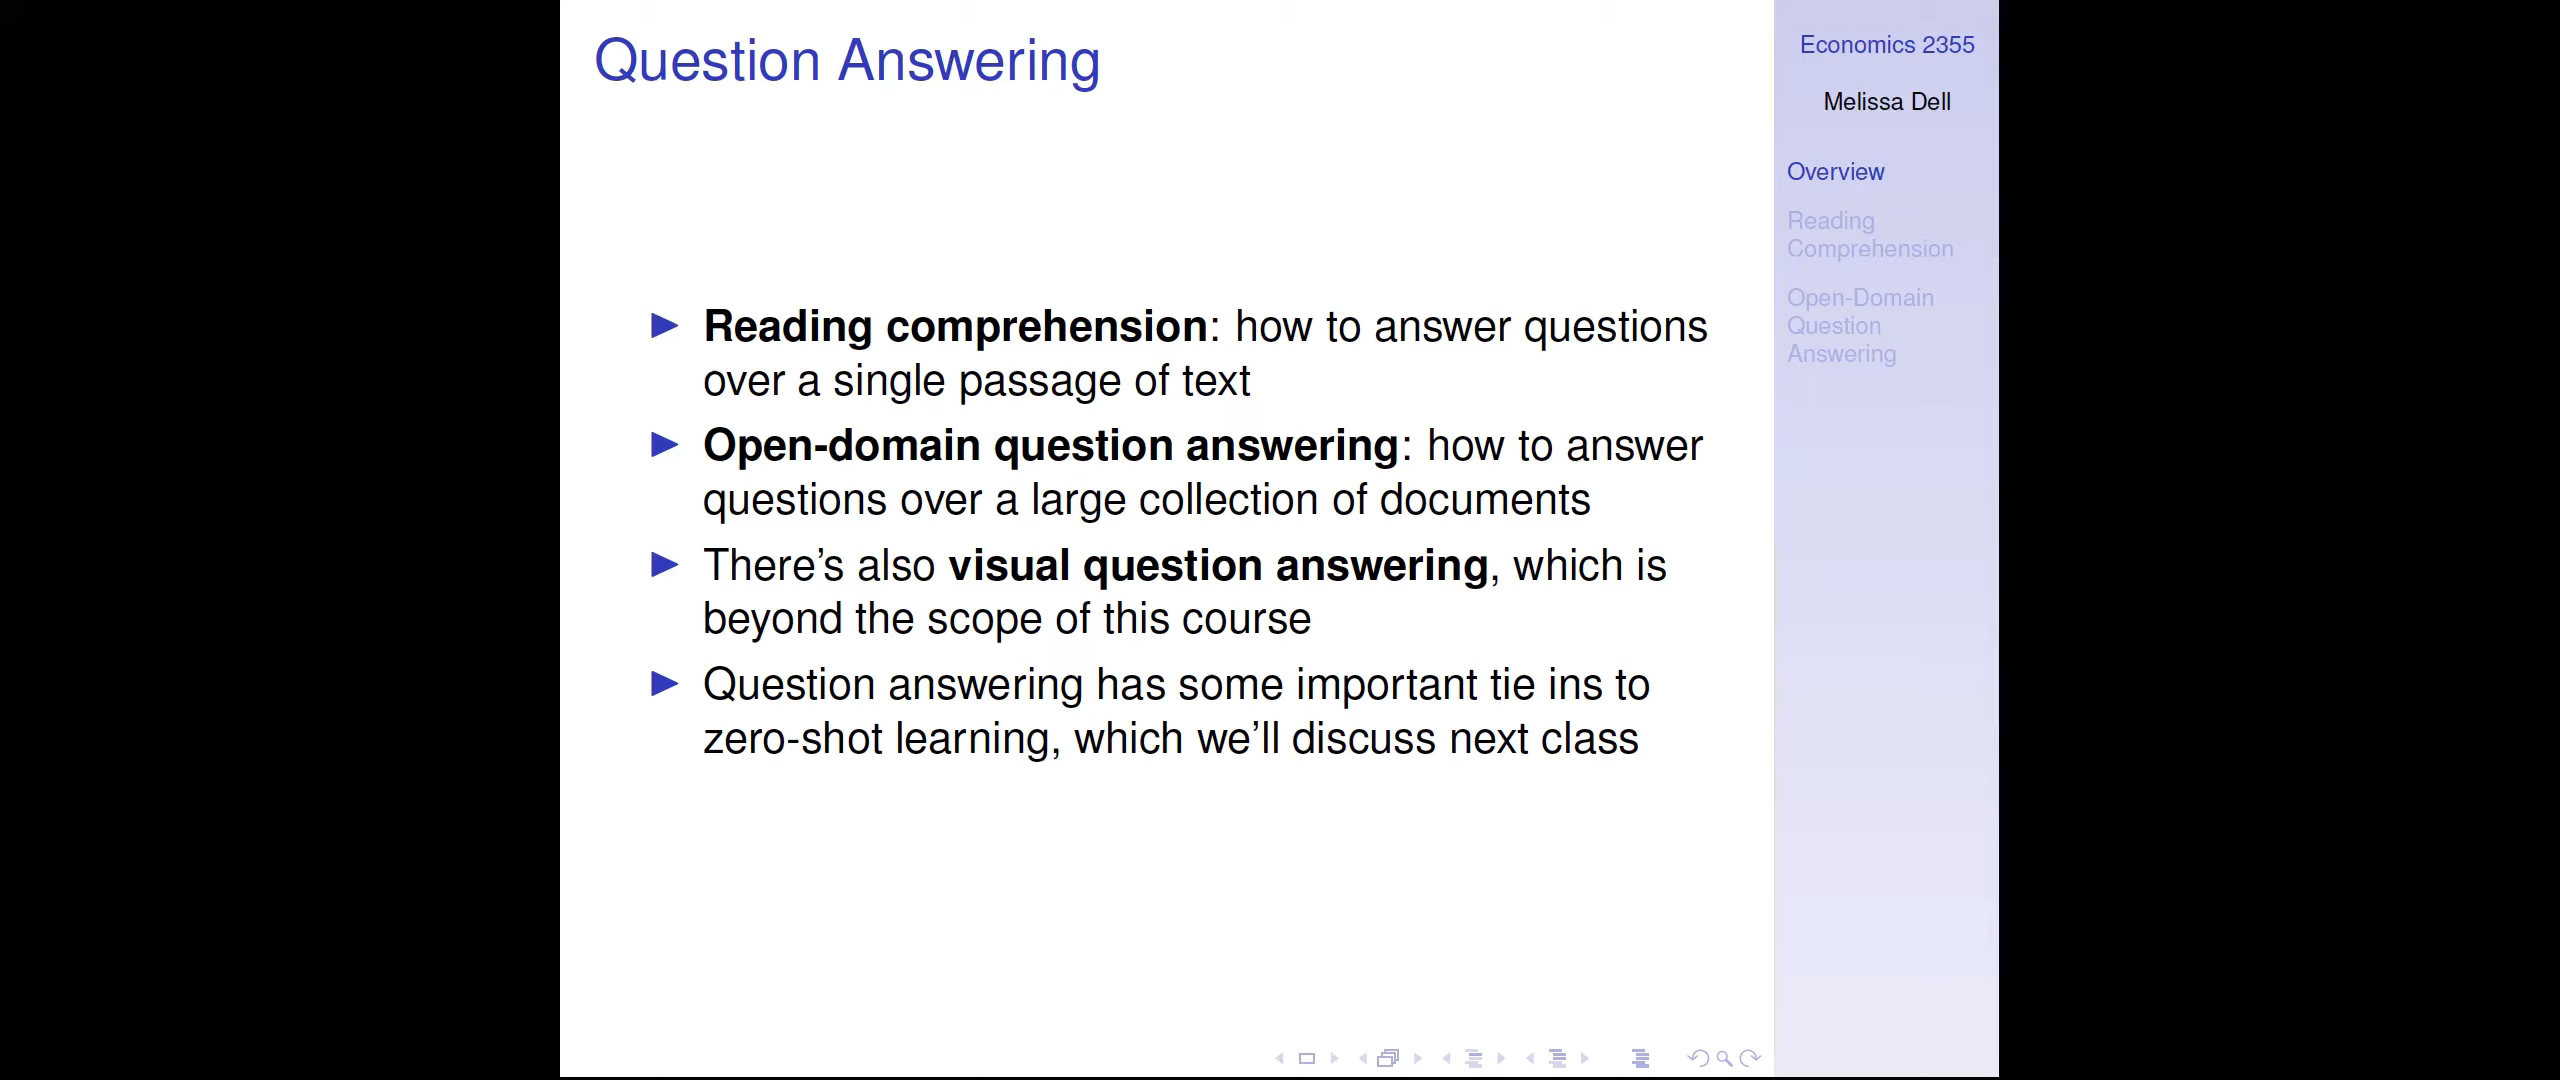 Question Answering
Reading comprehension: how to answer questions
over a single passage of text
Open-domain question answering: how to answer
questions over a large collection of documents
There’s also visual question answering, which is
beyond the scope of this course
Question answering has some important tie ins to
zero-shot learning, which we’ll discuss next class
Economics 2355
Melissa Dell
Overview
Reading
Comprehension
Open-Domain
Question
Answering